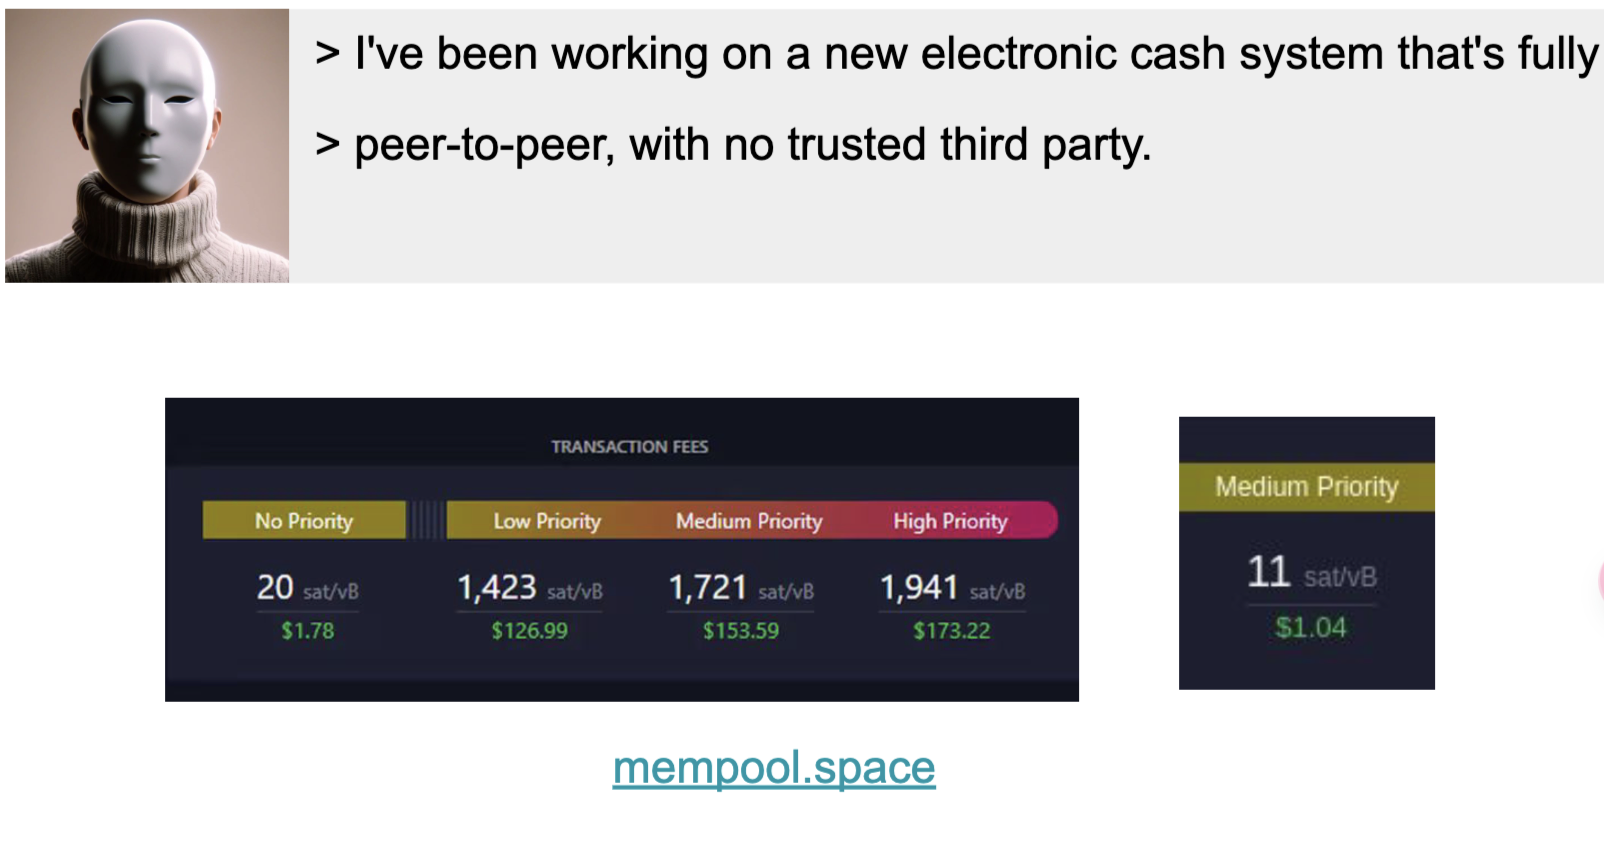 > I've been working on a new electronic cash system that's fully
> peer-to-peer, with no trusted third party.
TRANSACTION FEES
No Priority Low Priority Medium Priority High Priority
20 sat/vB 1,423 sat/vB 1,721 sat/vB 1,941 sat/vB
$1.78 $126.99 $153.59 $173.22
Medium Priority
11 sat/vB
$1.04
mempool.space